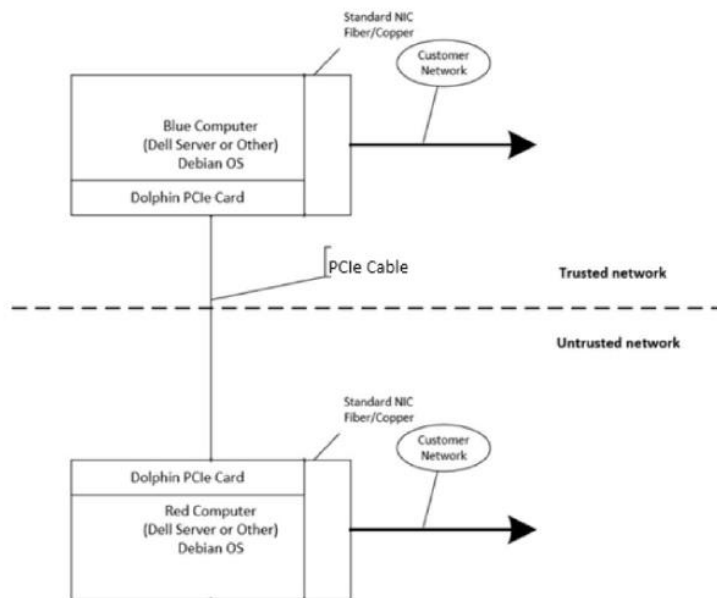 Standard NIC
Fiber/Copper
Customer
Network
Blue Computer
(Dell Server or Other)
Debian OS
Dolphin PCIe Card
PCIe Cable
Trusted network
Untrusted network
Standard NIC
Fiber/Copper
Customer
Network
Dolphin PCIe Card
Red Computer
(Dell Server or Other)
Debian OS